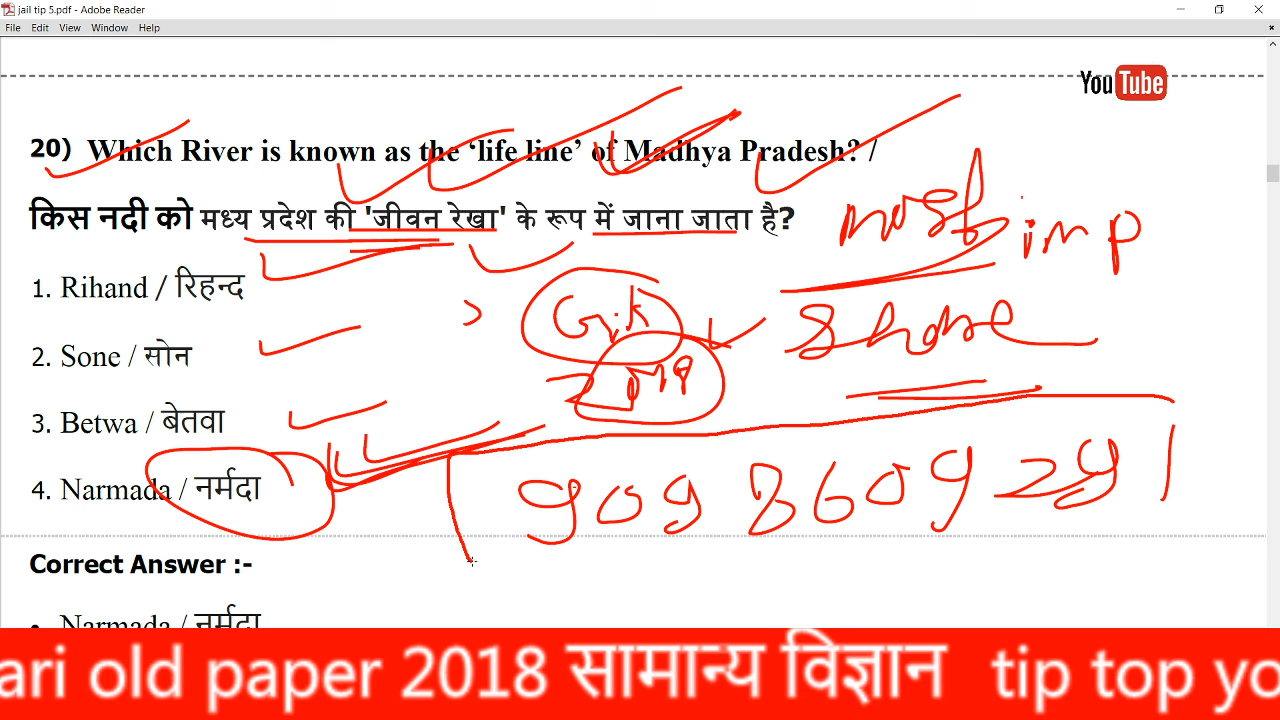 jail tip 5.pdf - Adobe Reader
File Edit View Window Help
YouTube
20) Which River is known as the ‘life line’ of Madhya Pradesh? /
किस नदी को मध्य प्रदेश की 'जीवन रेखा' के रूप में जाना जाता है?
most imp
1. Rihand / रिहन्द
G.K
Share
2. Sone / सोन
2019
3. Betwa / बेतवा
4. Narmada / नर्मदा
Correct Answer :-
Narmada / नर्मदा
ari old paper 2018 सामान्य विज्ञान tip top yo